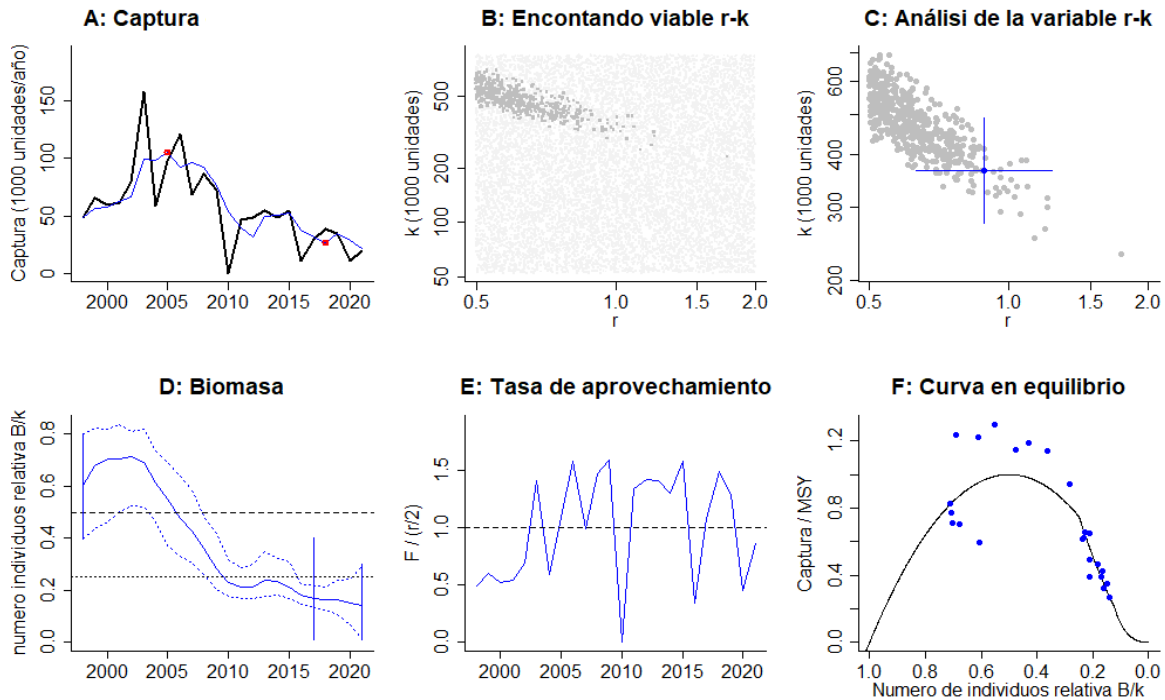 A: Captura
Captura (1000 unidades/año)
0 50 100 150
2000 2005 2010 2015 2020
B: Encontando viable r-k
k (1000 unidades)
50 100 200 500
0.5 1.0 1.5 2.0
r
C: Análisi de la variable r-k
k (1000 unidades)
200 300 400 600
0.5 1.0 1.5 2.0
r
D: Biomasa
numero individuos relativa B/k
0.0 0.2 0.4 0.6 0.8
2000 2005 2010 2015 2020
E: Tasa de aprovechamiento
F / (r/2)
0.0 0.5 1.0 1.5
2000 2005 2010 2015 2020
F: Curva en equilibrio
Captura / MSY
0.0 0.4 0.8 1.2
1.0 0.8 0.6 0.4 0.2 0.0
Numero de individuos relativa B/k